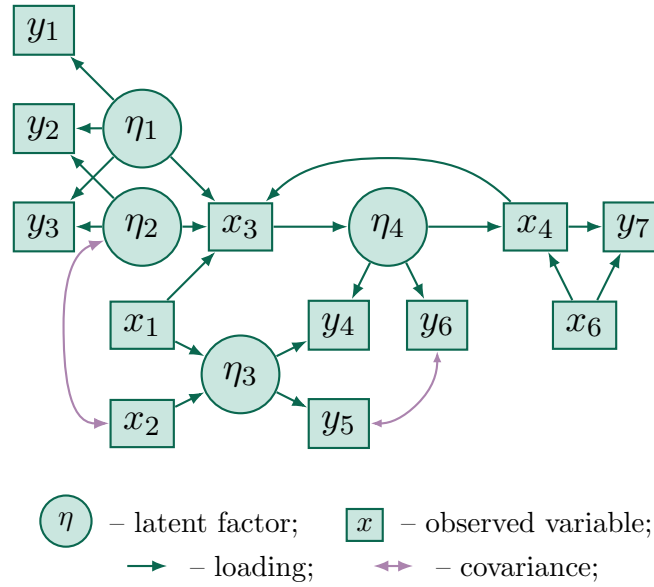 y₁
y₂ η₁
y₃ η₂ x₃ η₄ x₄ y₇
x₁ y₄ y₆ x₆
η₃
x₂ y₅
η – latent factor; x – observed variable;
– loading; – covariance;